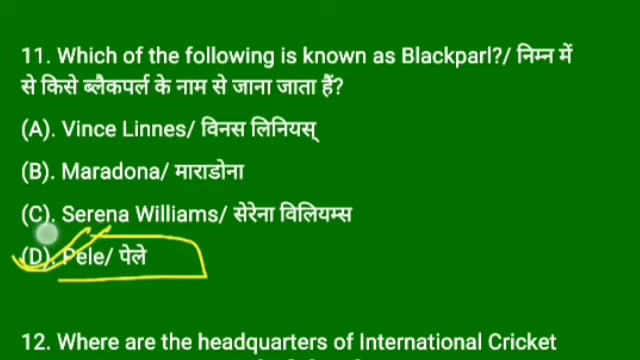 11. Which of the following is known as Blackparl?/ निम्न में
से किसे ब्लैकपर्ल के नाम से जाना जाता हैं?
(A). Vince Linnes/ विनस लिनियस्
(B). Maradona/ माराडोना
(C). Serena Williams/ सेरेना विलियम्स
(D). Pele/ पेले
12. Where are the headquarters of International Cricket